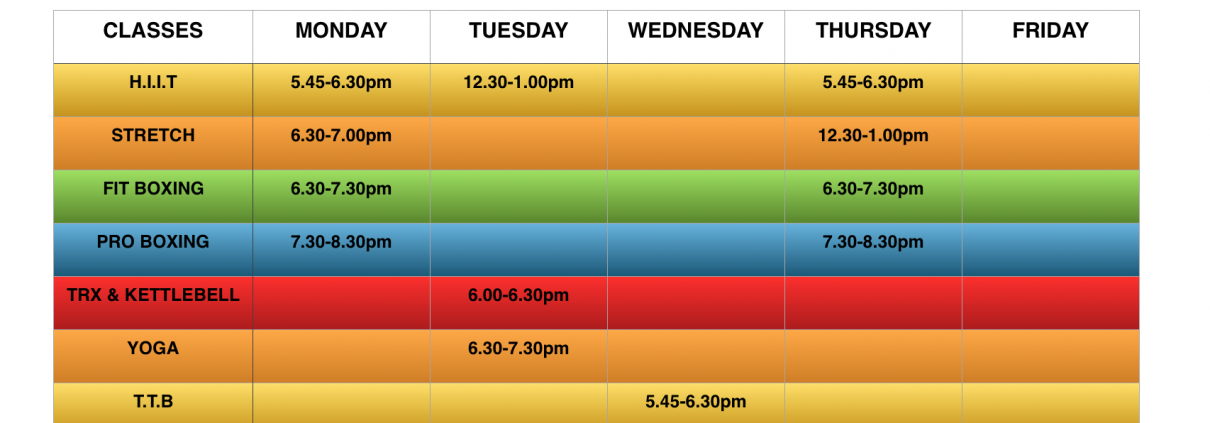 CLASSES MONDAY TUESDAY WEDNESDAY THURSDAY FRIDAY
H.I.I.T 5.45-6.30pm 12.30-1.00pm 5.45-6.30pm
STRETCH 6.30-7.00pm 12.30-1.00pm
FIT BOXING 6.30-7.30pm 6.30-7.30pm
PRO BOXING 7.30-8.30pm 7.30-8.30pm
TRX & KETTLEBELL 6.00-6.30pm
YOGA 6.30-7.30pm
T.T.B 5.45-6.30pm